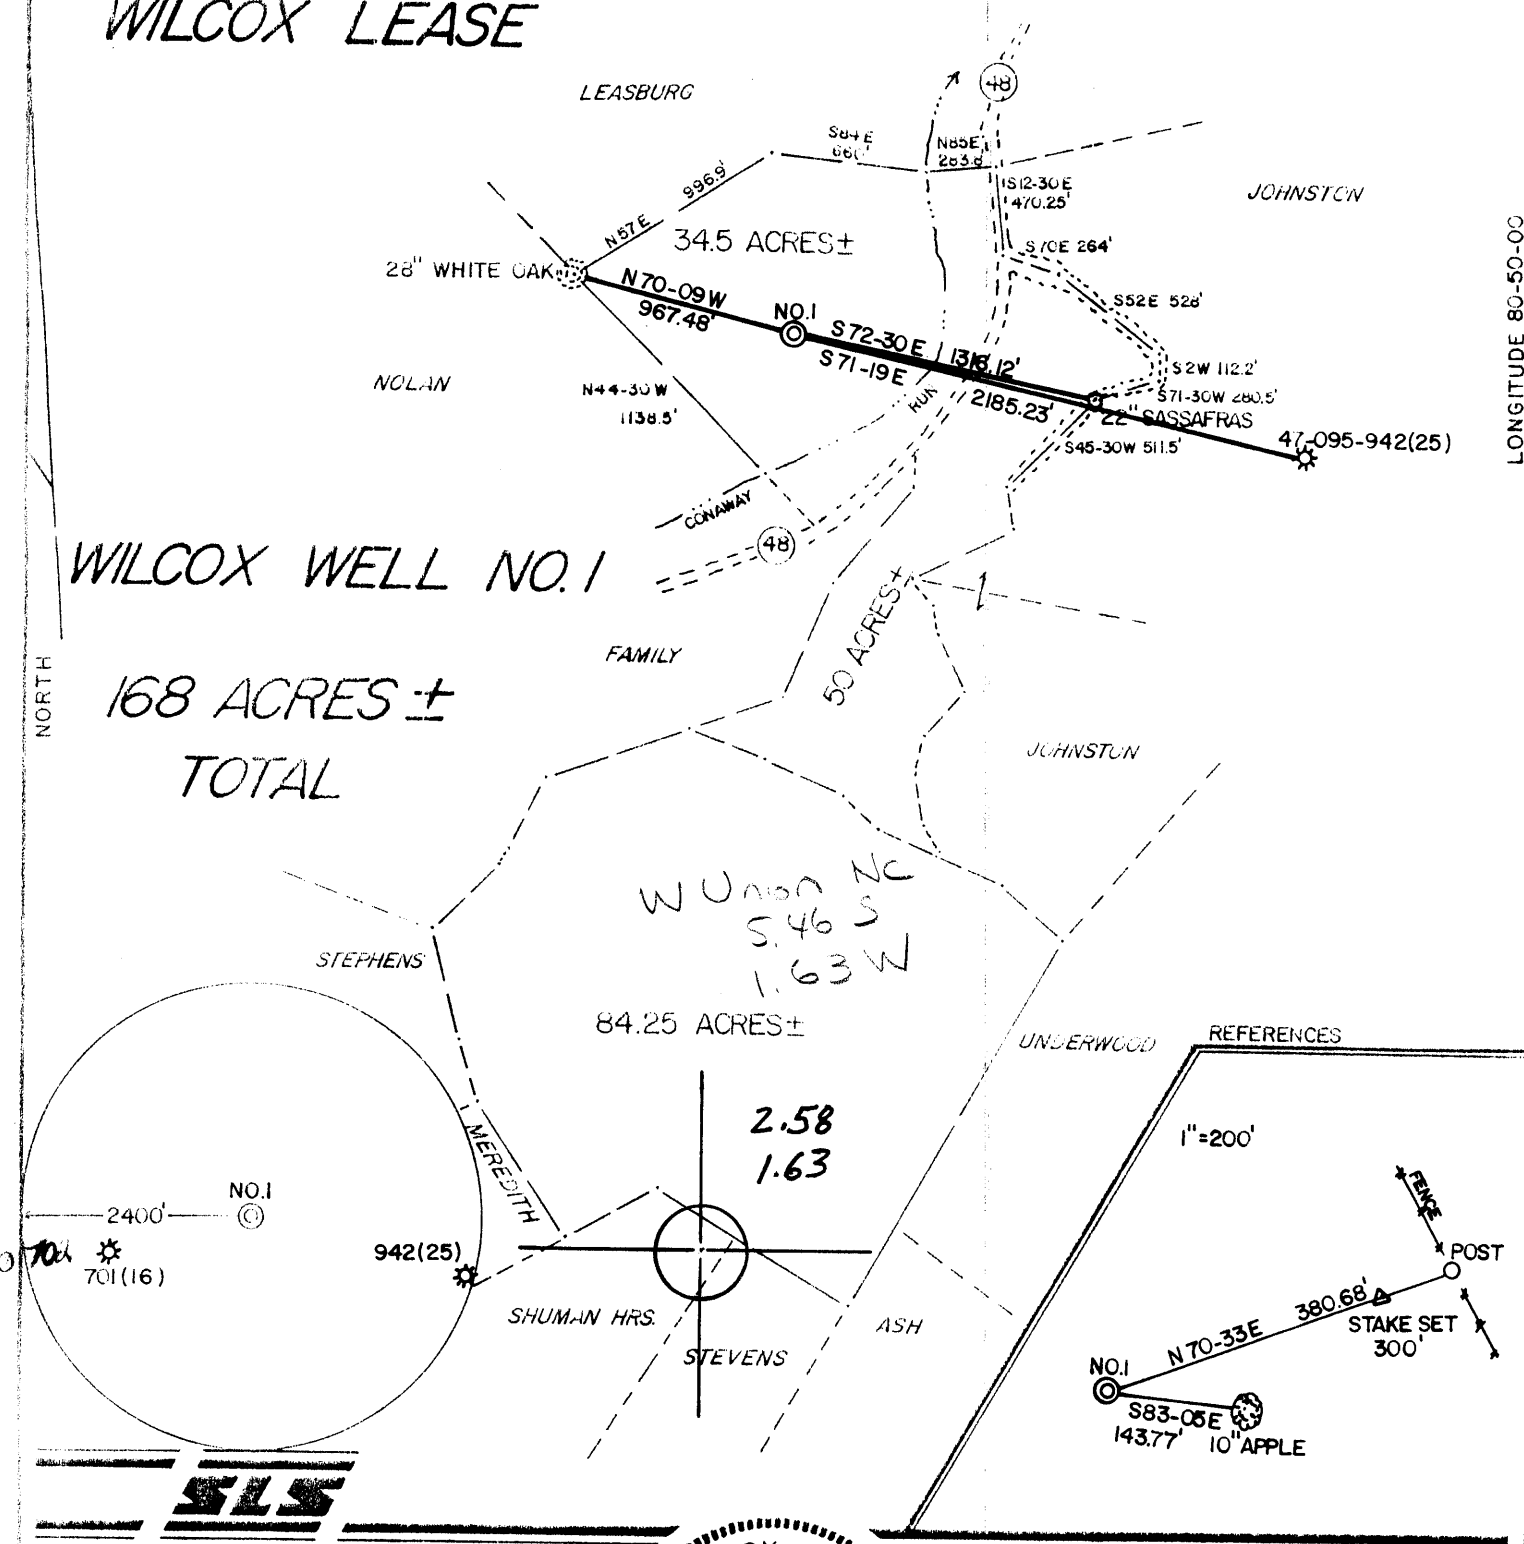 WILCOX LEASE
LEASBURG
48
S84E
660'
N85E
283.8'
996.9'
N57E
S12-30E
470.25'
JOHNSTON
34.5 ACRES±
S70E 264'
28" WHITE OAK
N70-09W
967.48'
NO.1
S52E 528'
S72-30E
S71-19E
2185.23'
S2W 112.2'
S71-30W 280.5'
22" SASSAFRAS
47-095-942(25)
S45-30W 511.5'
LONGITUDE 80-50-00
NOLAN
N44-30W
1138.5'
RUN
CONAWAY
48
WILCOX WELL NO.1
NORTH
FAMILY
50 ACRES±
168 ACRES±
TOTAL
JOHNSTON
W Union NC
5.46 S
1.63 W
STEPHENS
84.25 ACRES±
UNDERWOOD
2.58
1.63
MEREDITH
NO.1
2400'
701(16)
942(25)
SHUMAN HRS.
STEVENS
ASH
REFERENCES
1"=200'
FENCE
POST
380.68'
N70-33E
STAKE SET
300'
NO.1
S83-05E
143.77'
10" APPLE
SLS